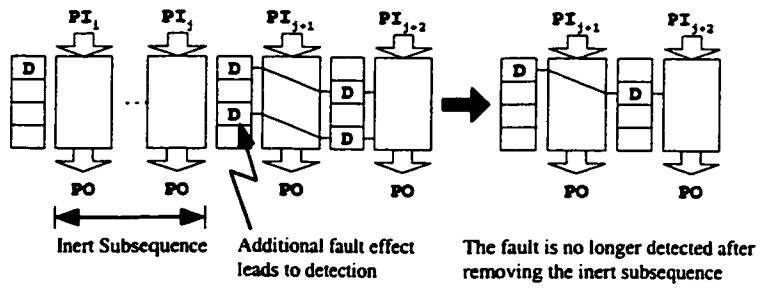 PIi PIj PIj+1 PIj+2 PIj+1 PIj+2
D D D
D D
D D
...
PO PO PO PO PO PO
Inert Subsequence
Additional fault effect
leads to detection
The fault is no longer detected after
removing the inert subsequence